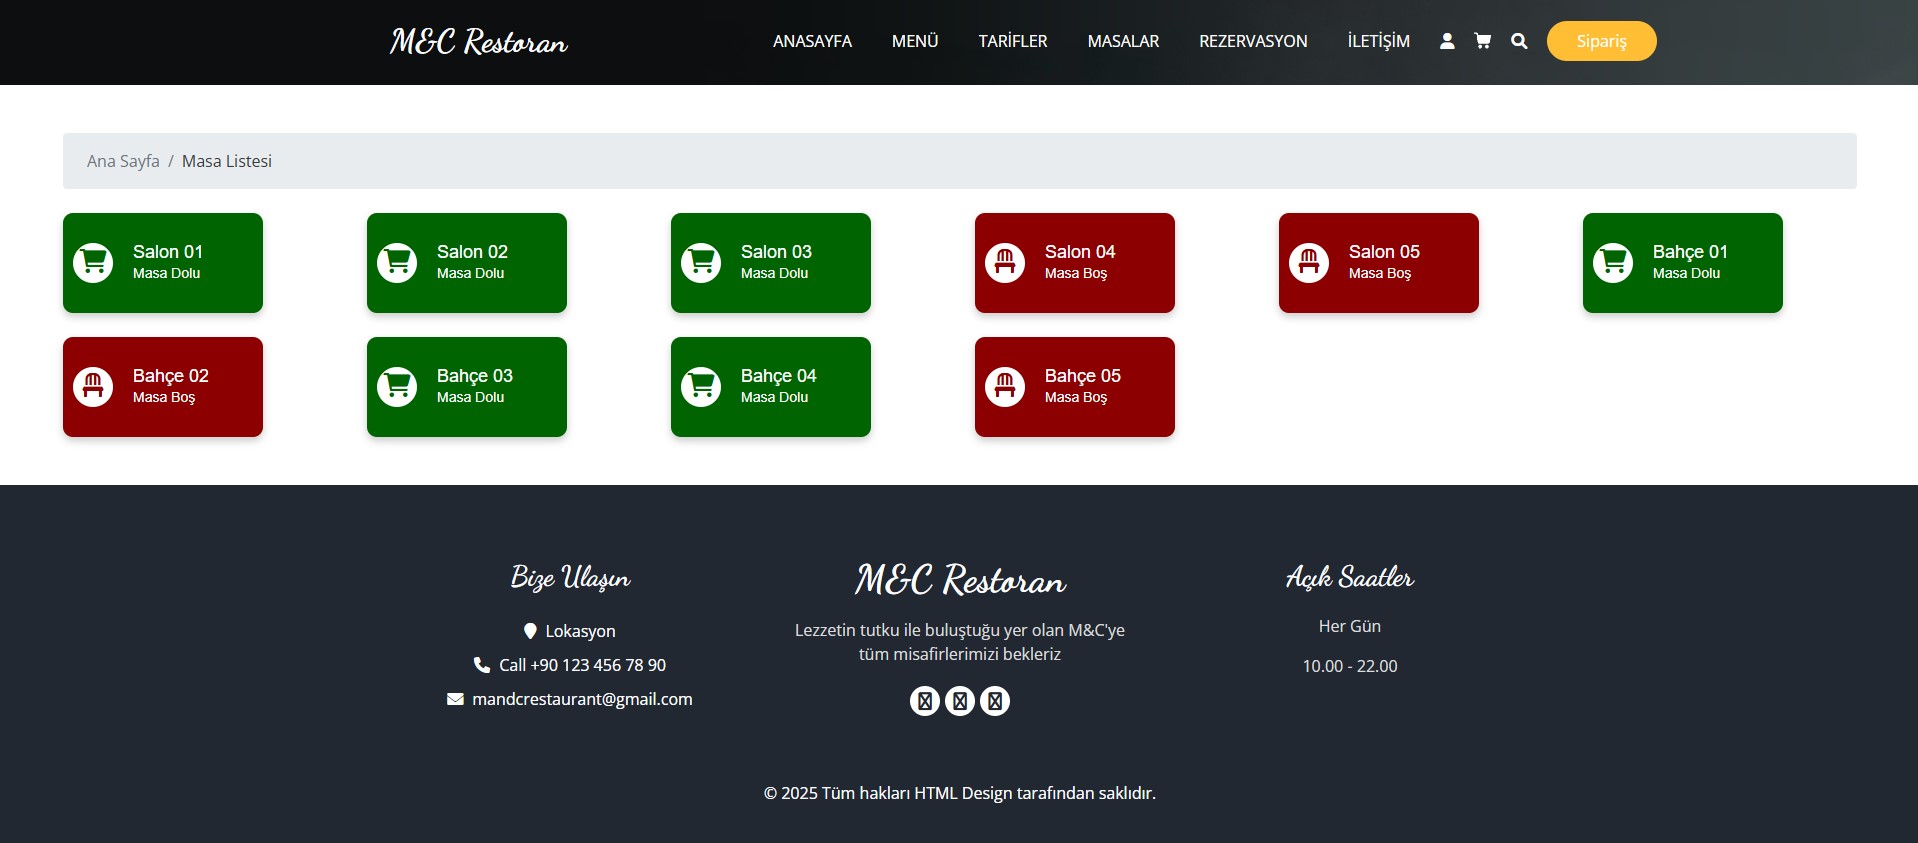 M&C Restoran
ANASAYFA MENÜ TARİFLER MASALAR REZERVASYON İLETİŞİM Sipariş
Ana Sayfa / Masa Listesi
Salon 01
Masa Dolu
Salon 02
Masa Dolu
Salon 03
Masa Dolu
Salon 04
Masa Boş
Salon 05
Masa Boş
Bahçe 01
Masa Dolu
Bahçe 02
Masa Boş
Bahçe 03
Masa Dolu
Bahçe 04
Masa Dolu
Bahçe 05
Masa Boş
Bize Ulaşın
Lokasyon
Call +90 123 456 78 90
mandcrestaurant@gmail.com
M&C Restoran
Lezzetin tutku ile buluştuğu yer olan M&C'ye
tüm misafirlerimizi bekleriz
Açık Saatler
Her Gün
10.00 - 22.00
© 2025 Tüm hakları HTML Design tarafından saklıdır.